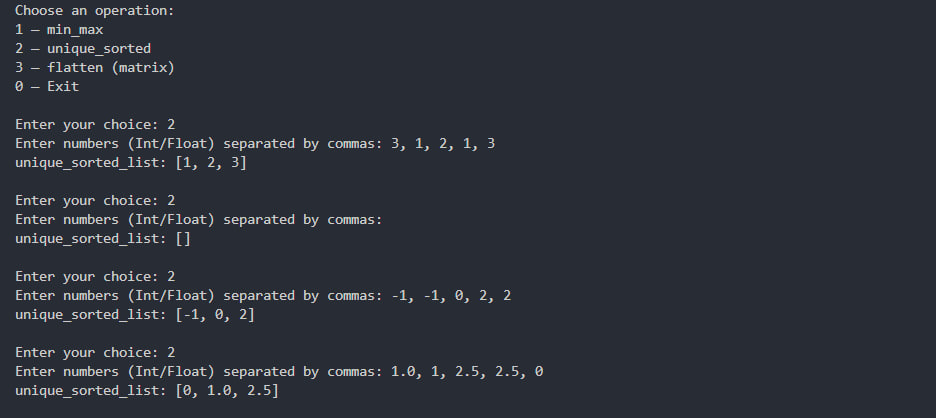 Choose an operation:
1 – min_max
2 – unique_sorted
3 – flatten (matrix)
0 – Exit
Enter your choice: 2
Enter numbers (Int/Float) separated by commas: 3, 1, 2, 1, 3
unique_sorted_list: [1, 2, 3]
Enter your choice: 2
Enter numbers (Int/Float) separated by commas:
unique_sorted_list: []
Enter your choice: 2
Enter numbers (Int/Float) separated by commas: -1, -1, 0, 2, 2
unique_sorted_list: [-1, 0, 2]
Enter your choice: 2
Enter numbers (Int/Float) separated by commas: 1.0, 1, 2.5, 2.5, 0
unique_sorted_list: [0, 1.0, 2.5]